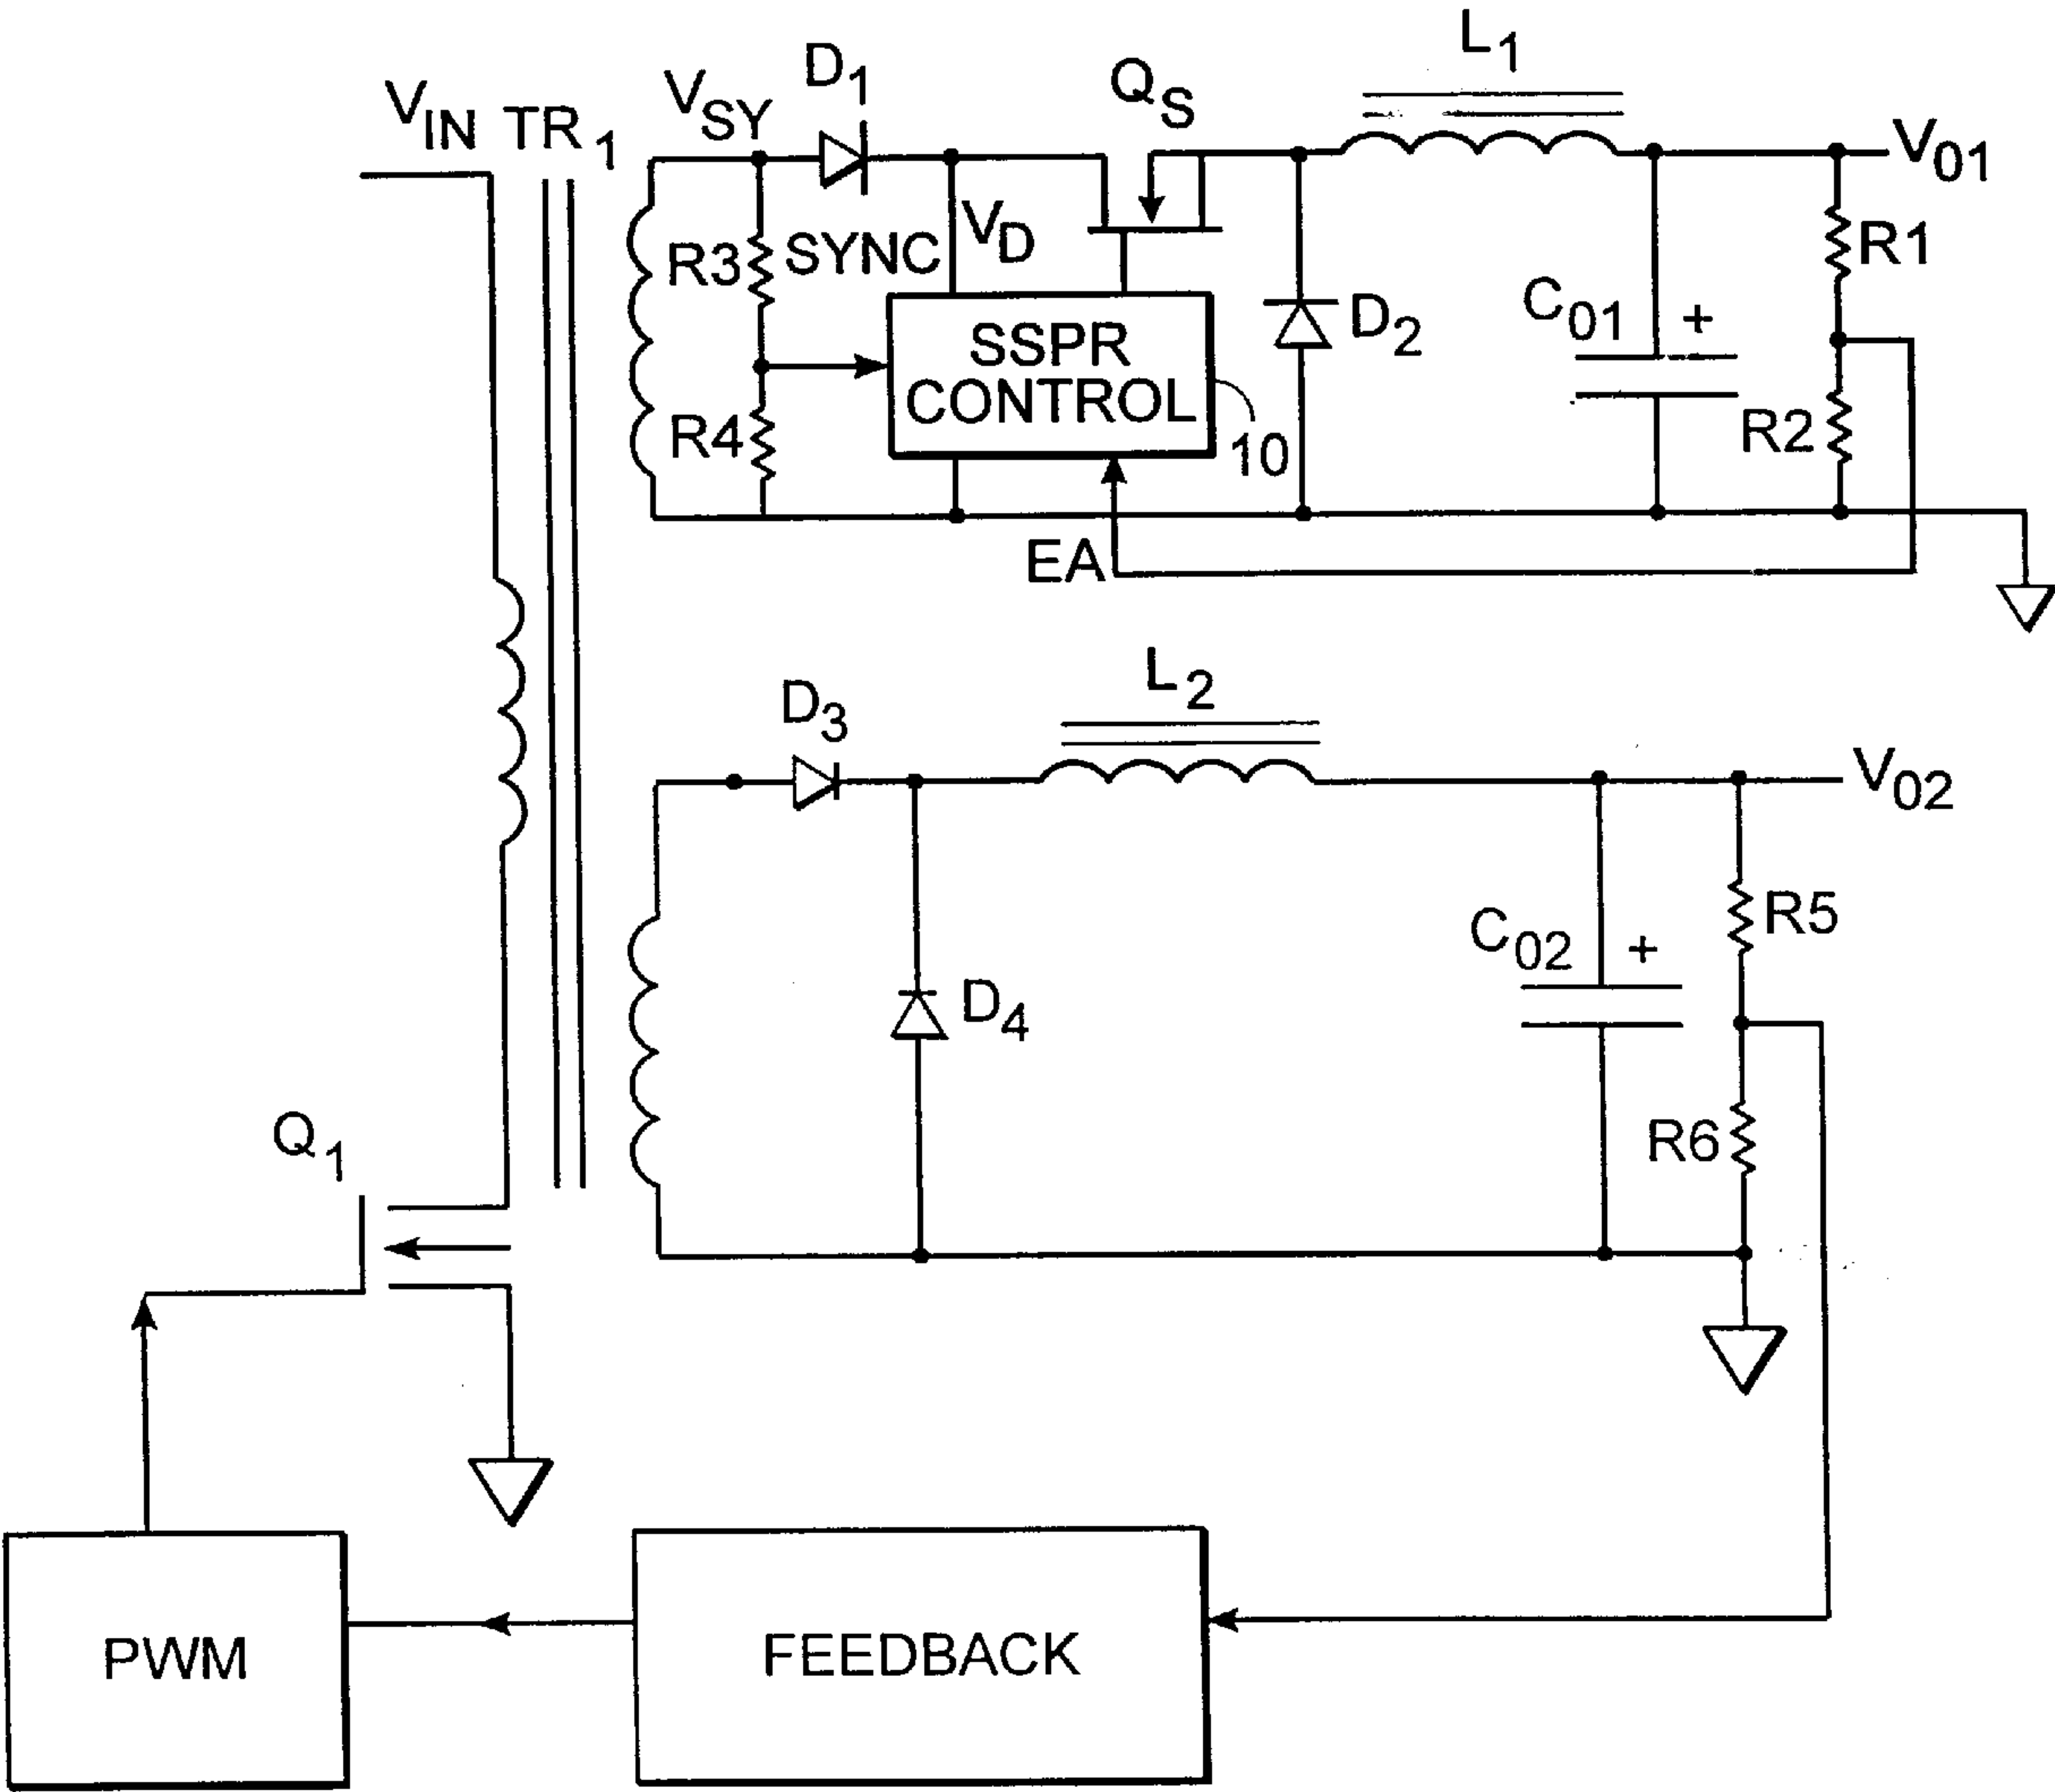 V_IN TR_1
V_SY
D_1
Q_S
L_1
V_01
R3
SYNC
V_D
D_2
C_01
+
R1
SSPR
CONTROL
R4
10
R2
EA
L_2
D_3
V_02
D_4
C_02
+
R5
R6
Q_1
PWM
FEEDBACK